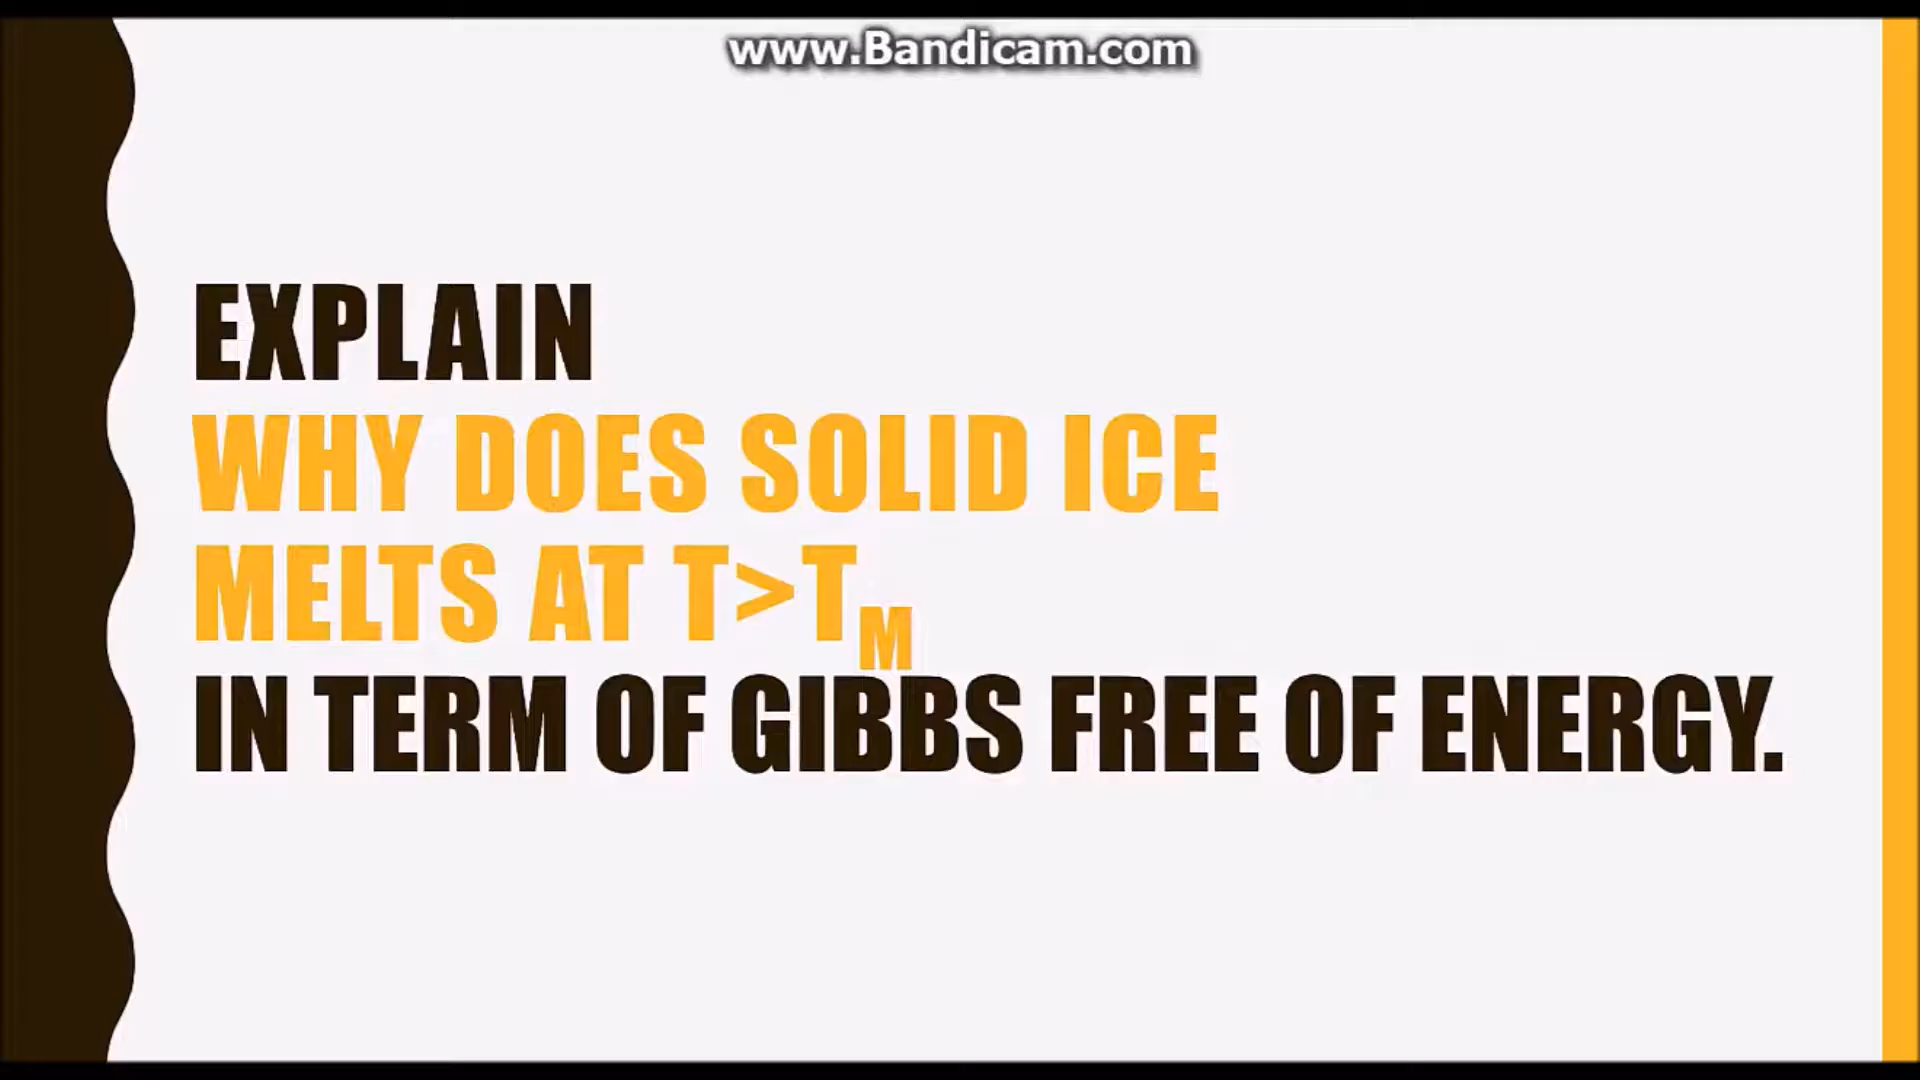 www.Bandicam.com
EXPLAIN
WHY DOES SOLID ICE
MELTS AT T>TM
IN TERM OF GIBBS FREE OF ENERGY.